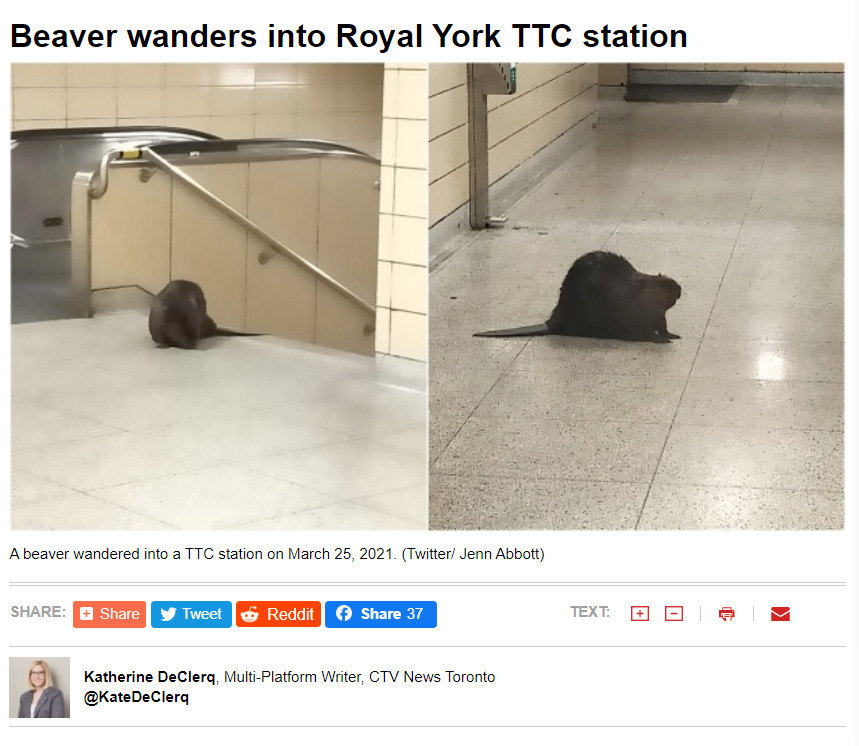 Beaver wanders into Royal York TTC station
A beaver wandered into a TTC station on March 25, 2021. (Twitter/ Jenn Abbott)
SHARE: Share Tweet Reddit Share 37 TEXT:
Katherine DeClerq, Multi-Platform Writer, CTV News Toronto
@KateDeClerq